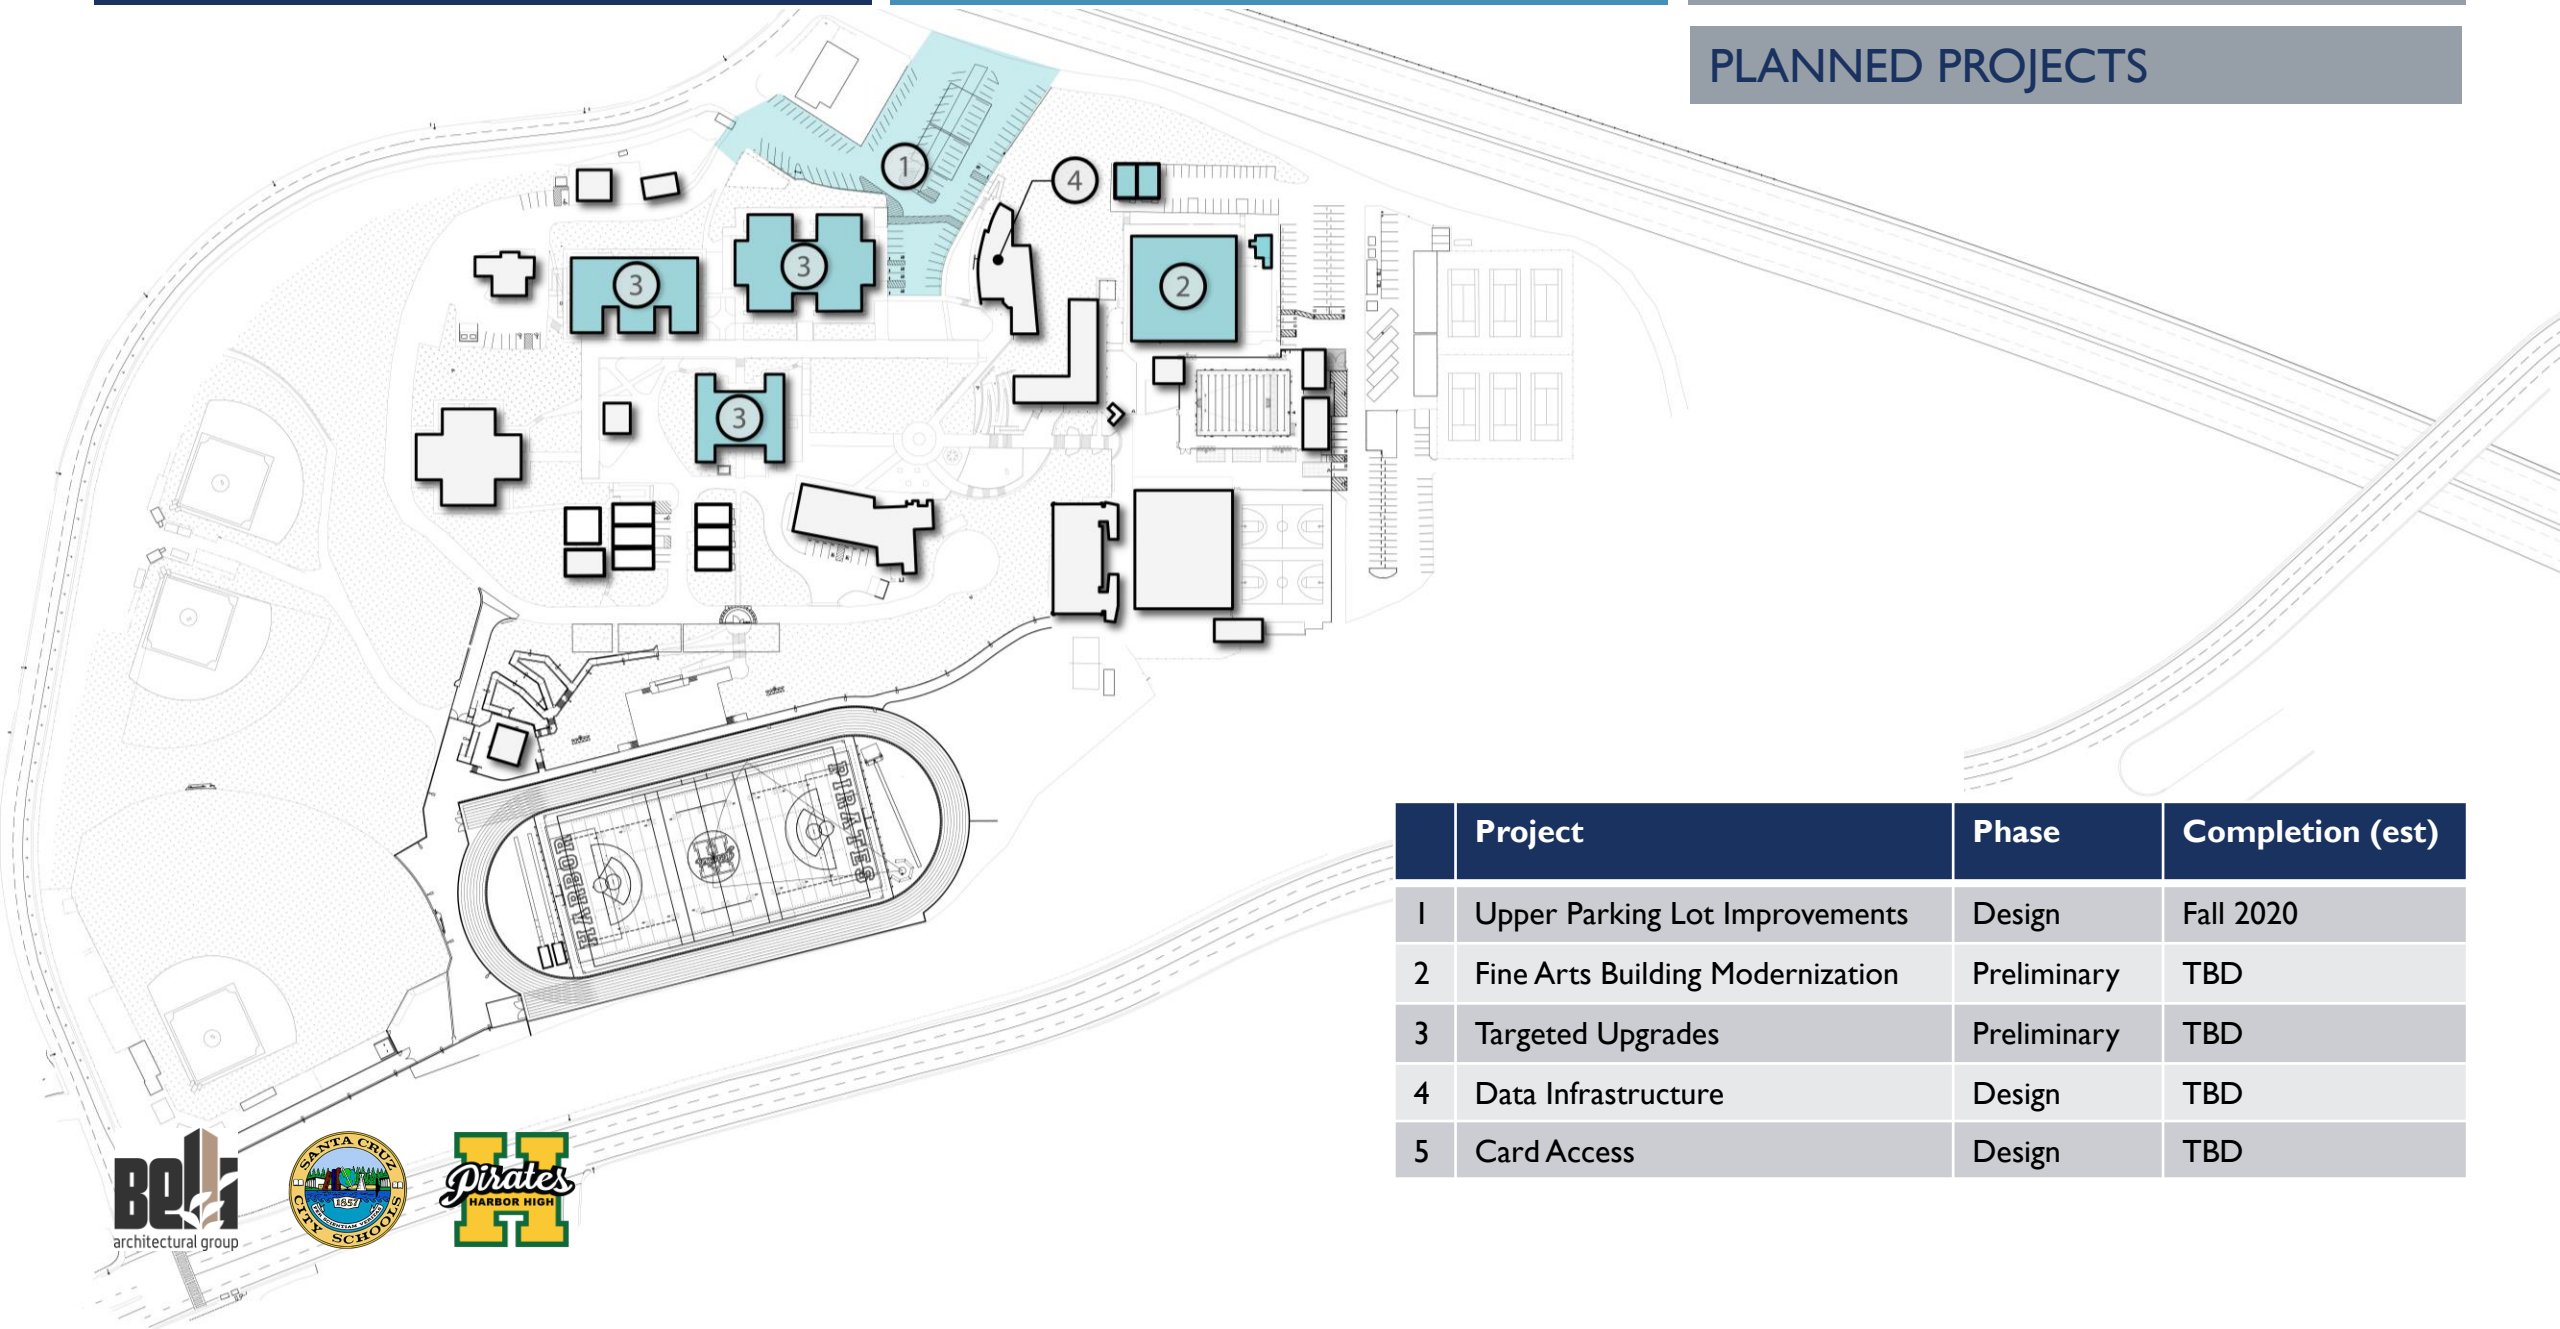 PLANNED PROJECTS
1
4
3
3
2
3
HARBOR
PIRATES
H
Project Phase Completion (est)
1 Upper Parking Lot Improvements Design Fall 2020
2 Fine Arts Building Modernization Preliminary TBD
3 Targeted Upgrades Preliminary TBD
4 Data Infrastructure Design TBD
5 Card Access Design TBD
Belli
architectural group
SANTA CRUZ
1857
CITY SCHOOLS
H
Pirates
HARBOR HIGH